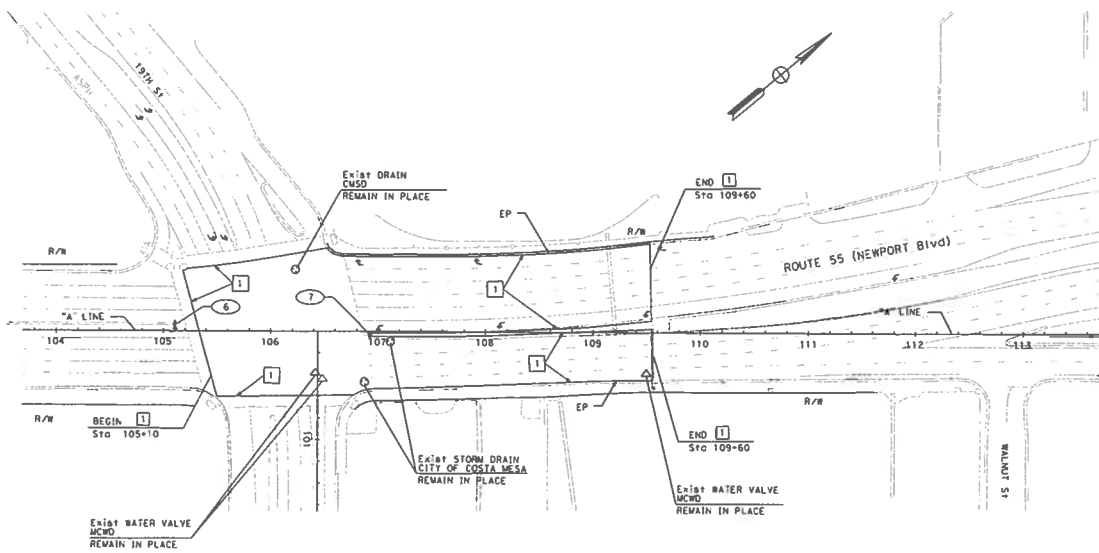 19TH St
ASPH
Exist DRAIN
CMSD
REMAIN IN PLACE
END 1
Sta 109+60
EP
R/W
R/W
ROUTE 55 (NEWPORT Blvd)
1
6
7
1
"A" LINE
"A" LINE
104
105
106
107
108
109
110
111
112
113
1
1
1
R/W
BEGIN 1
Sta 105+10
101
EP
R/W
END 1
Sta 109+60
Exist STORM DRAIN
CITY OF COSTA MESA
REMAIN IN PLACE
WALNUT St
Exist WATER VALVE
MCWD
REMAIN IN PLACE
Exist WATER VALVE
MCWD
REMAIN IN PLACE